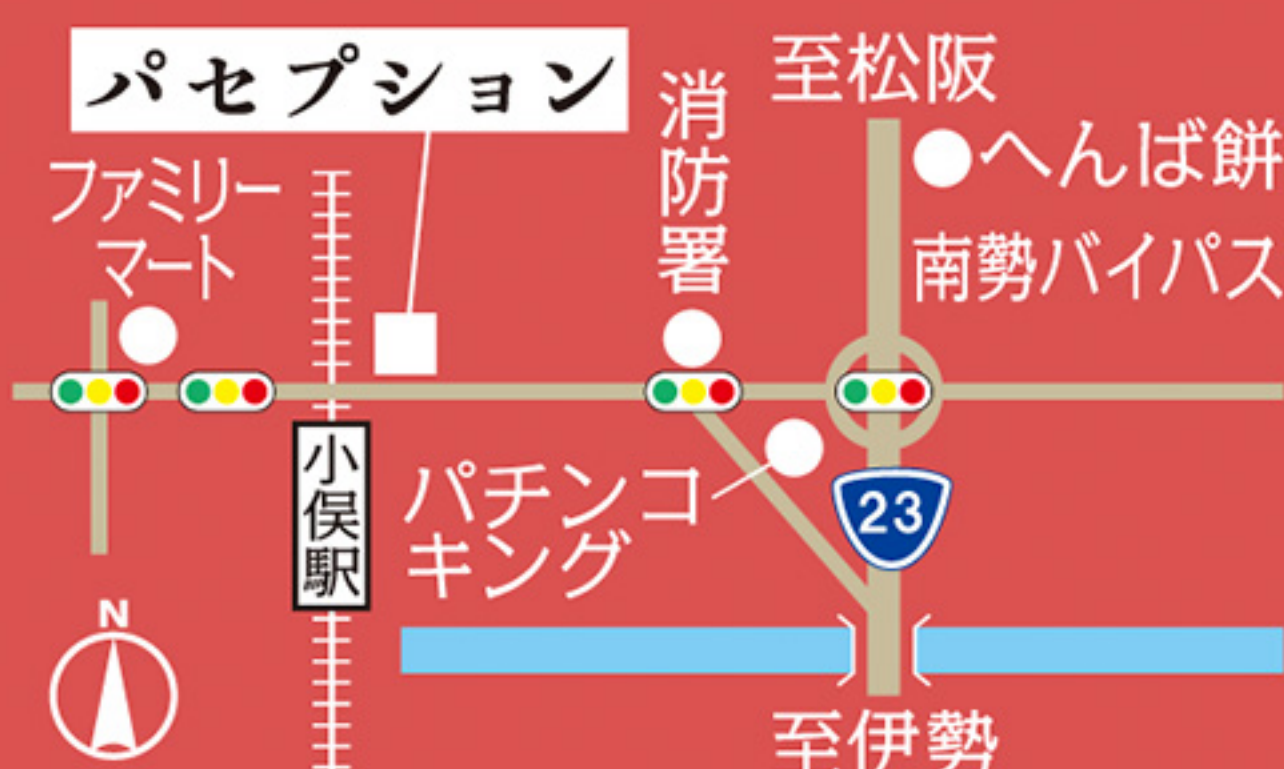 パセプション
消防署
至松阪
へんば餅
ファミリー
マート
南勢バイパス
小俣駅
パチンコ
キング
23
N
至伊勢